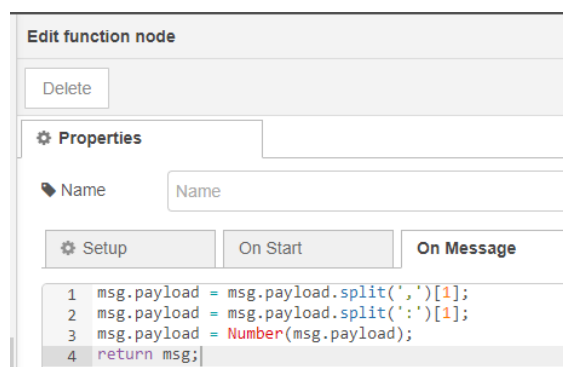 Edit function node
Delete
Properties
Name Name
Setup On Start On Message
1 msg.payload = msg.payload.split(',')[1];
2 msg.payload = msg.payload.split(':')[1];
3 msg.payload = Number(msg.payload);
4 return msg;